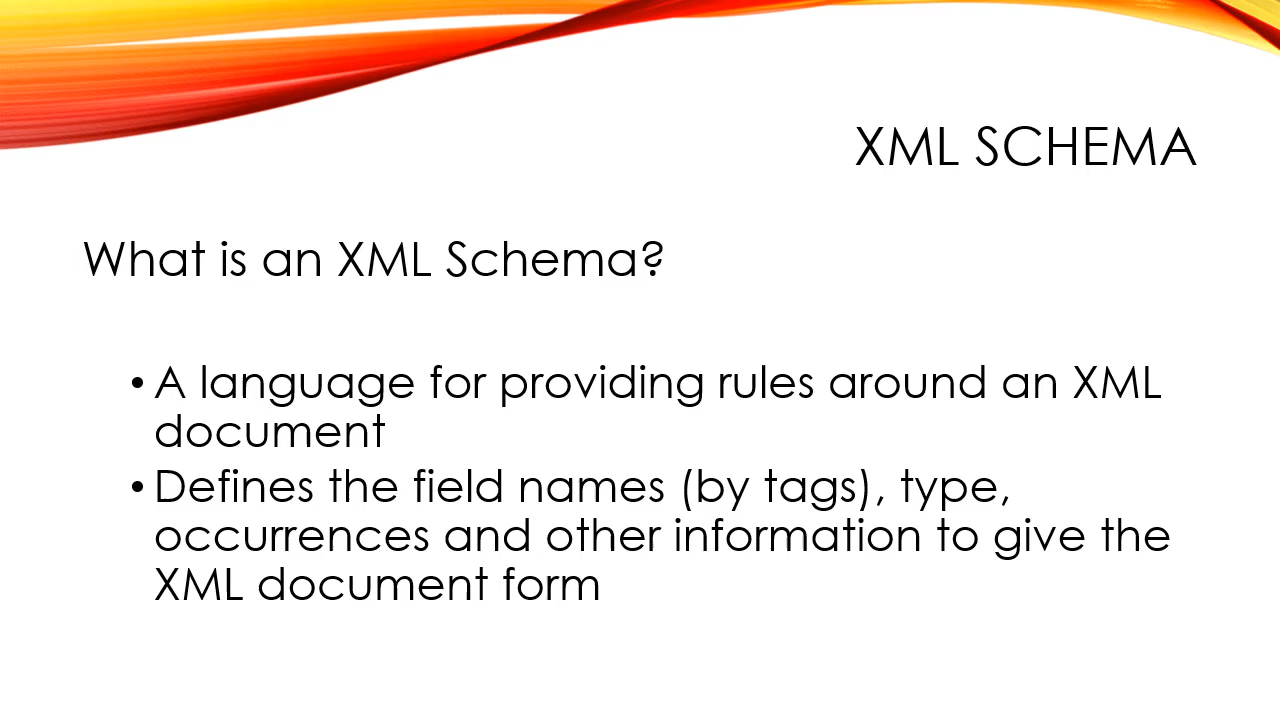 XML SCHEMA
What is an XML Schema?
• A language for providing rules around an XML
document
• Defines the field names (by tags), type,
occurrences and other information to give the
XML document form